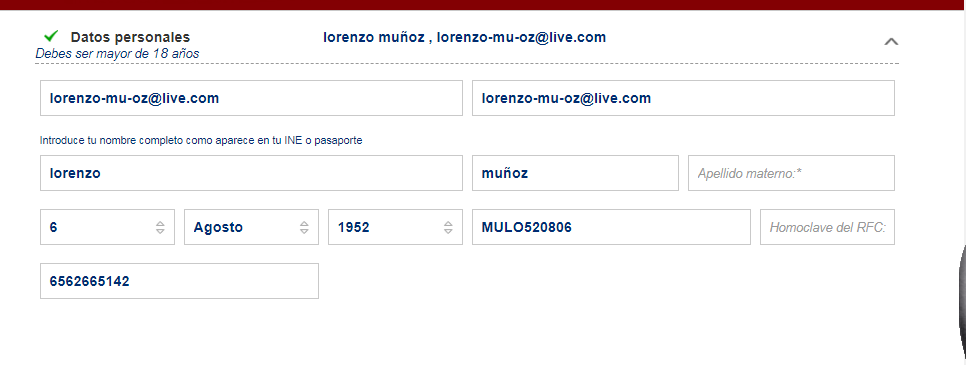 Datos personales lorenzo muñoz , lorenzo-mu-oz@live.com
Debes ser mayor de 18 años
lorenzo-mu-oz@live.com lorenzo-mu-oz@live.com
Introduce tu nombre completo como aparece en tu INE o pasaporte
lorenzo muñoz Apellido materno:*
6 Agosto 1952 MULO520806 Homoclave del RFC:
6562665142